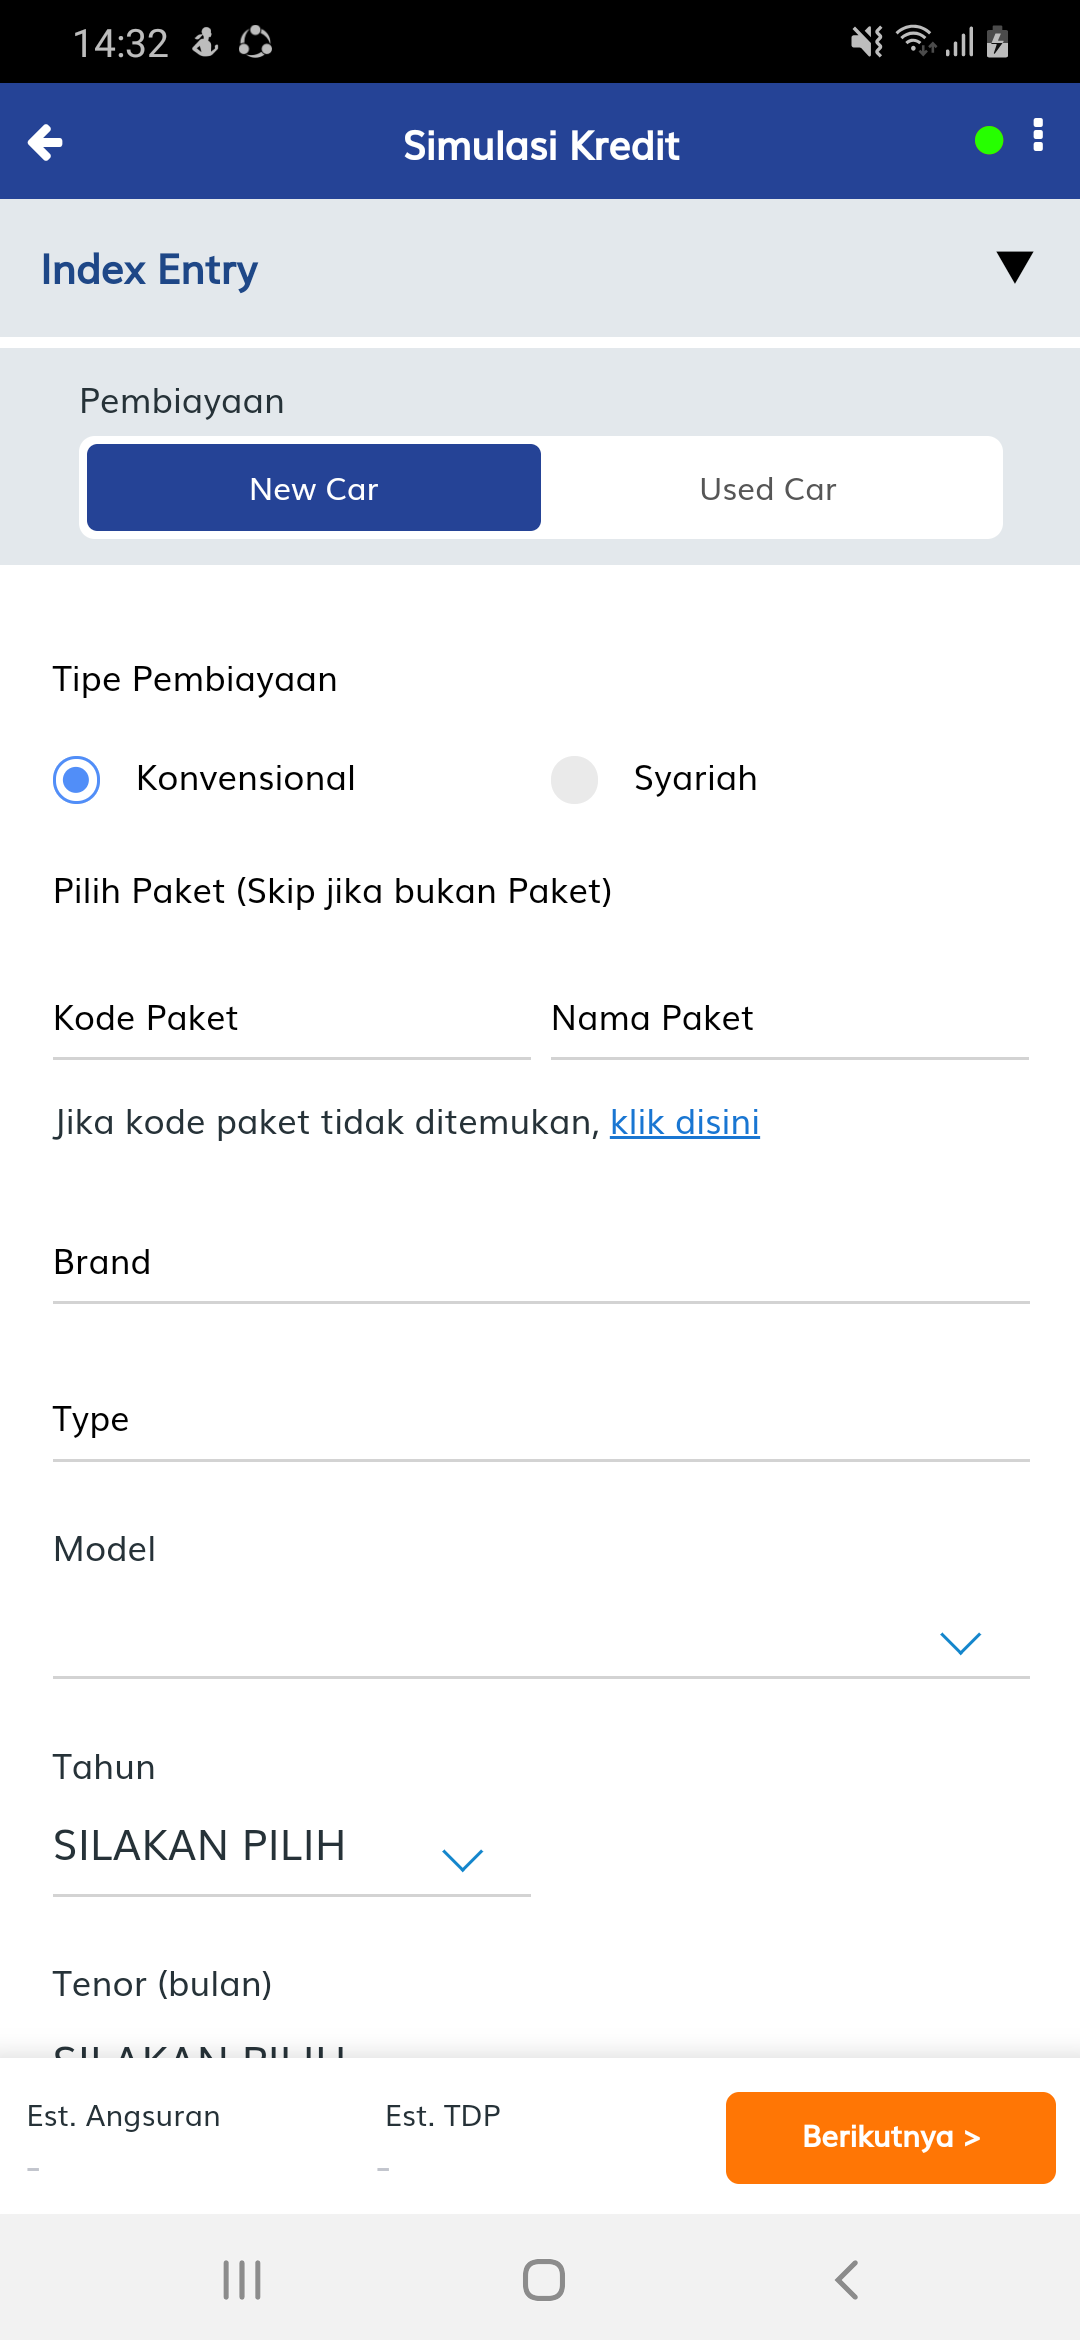 14:32
Simulasi Kredit
Index Entry
Pembiayaan
New Car
Used Car
Tipe Pembiayaan
Konvensional
Syariah
Pilih Paket (Skip jika bukan Paket)
Kode Paket
Nama Paket
Jika kode paket tidak ditemukan, klik disini
Brand
Type
Model
Tahun
SILAKAN PILIH
Tenor (bulan)
SILAKAN PILIH
Est. Angsuran
Est. TDP
-
-
Berikutnya >